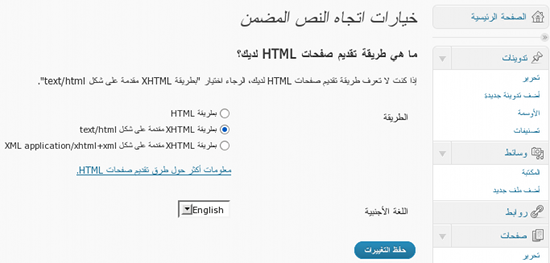 الصفحة الرئيسية
تدوينات
تحرير
أضف تدوينة جديدة
الأوسمة
تصنيفات
وسائط
المكتبة
أضف ملف جديد
روابط
صفحات
تحرير
خيارات اتجاه النص المضمن
ما هي طريقة تقديم صفحات HTML لديك؟
إذا كنت لا تعرف طريقة تقديم صفحات HTML لديك، الرجاء اختيار "بطريقة XHTML مقدمة على شكل text/html".
الطريقة
بطريقة HTML
بطريقة XHTML مقدمة على شكل text/html
بطريقة XHTML مقدمة على شكل XML application/xhtml+xml
معلومات أكثر حول طرق تقديم صفحات HTML.
اللغة الأجنبية
English
حفظ التغييرات